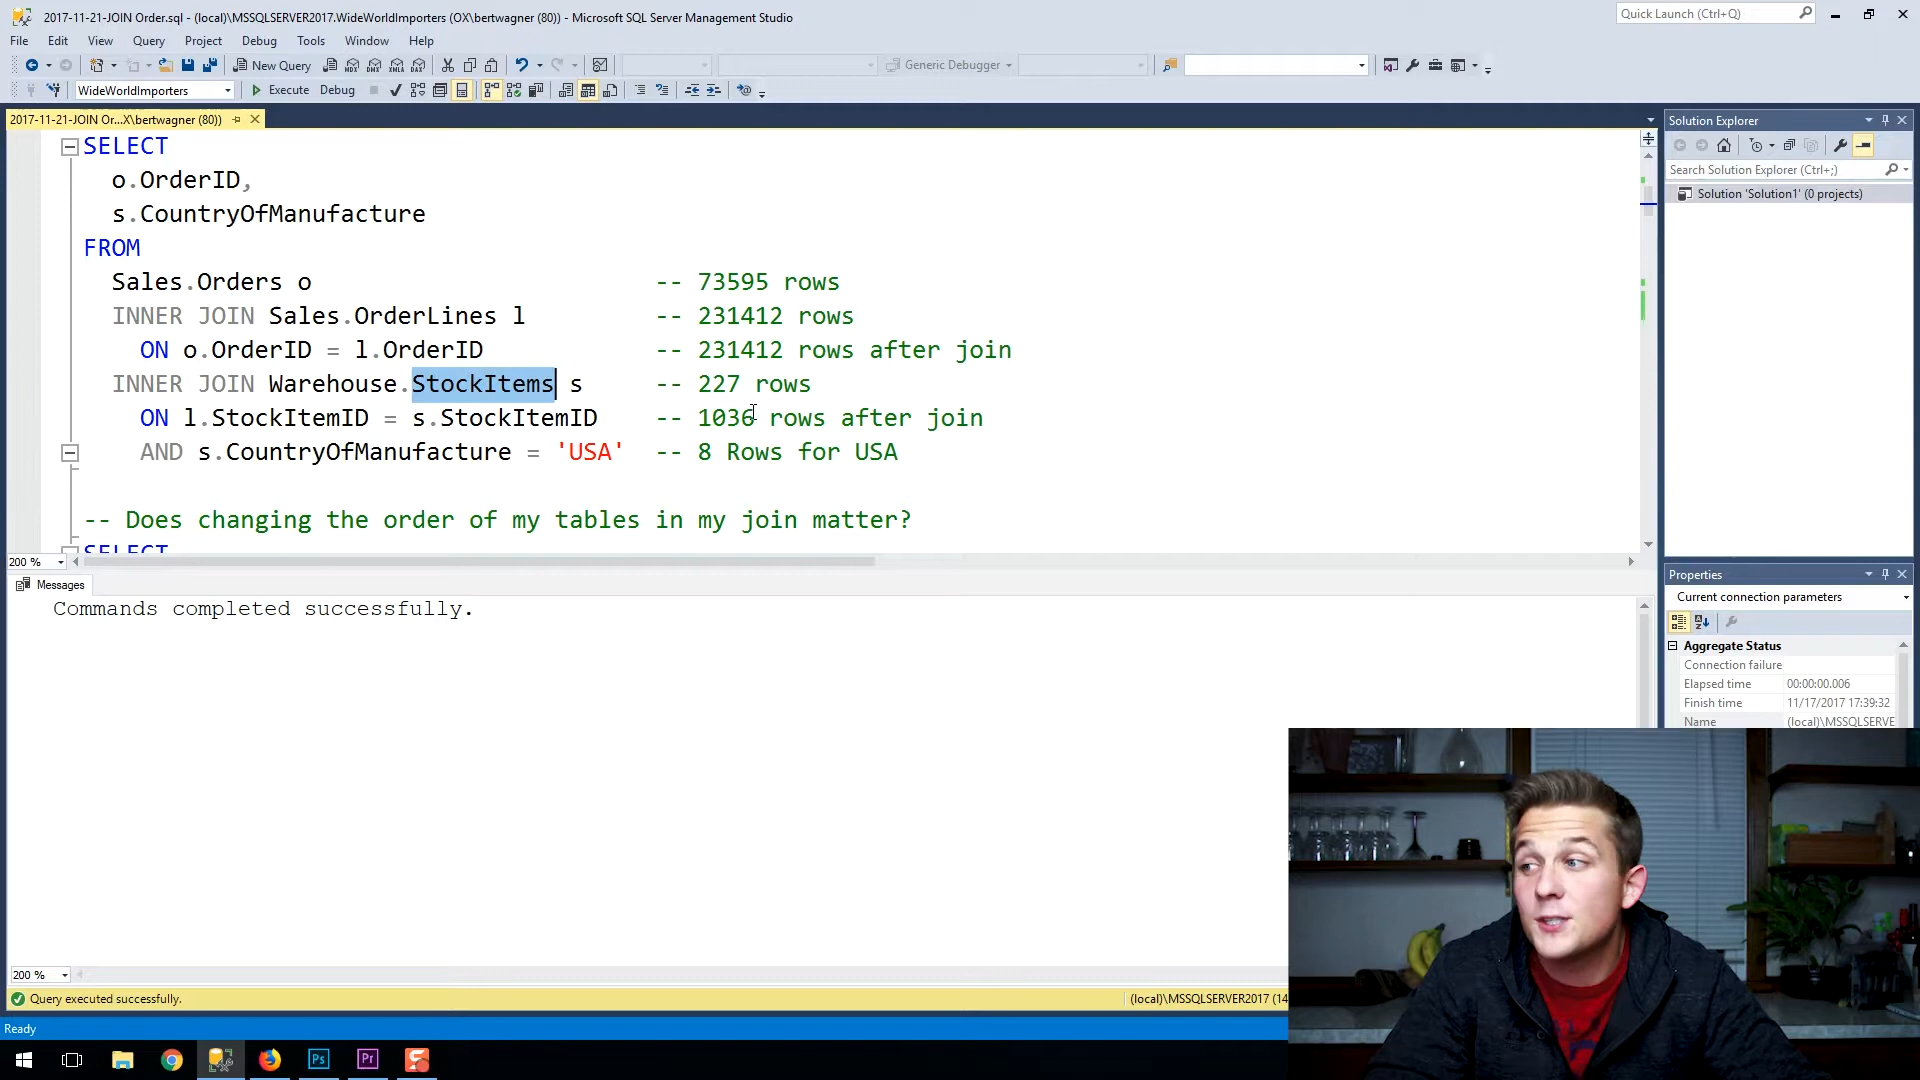 2017-11-21-JOIN Order.sql - (local)\MSSQLSERVER2017.WideWorldImporters (OX\bertwagner (80)) - Microsoft SQL Server Management Studio
Quick Launch (Ctrl+Q)
File Edit View Query Project Debug Tools Window Help
New Query
Generic Debugger
WideWorldImporters
Execute Debug
2017-11-21-JOIN Or...X\bertwagner (80))
SELECT
o.OrderID,
s.CountryOfManufacture
FROM
Sales.Orders o -- 73595 rows
INNER JOIN Sales.OrderLines l -- 231412 rows
ON o.OrderID = l.OrderID -- 231412 rows after join
INNER JOIN Warehouse.StockItems s -- 227 rows
ON l.StockItemID = s.StockItemID -- 1036 rows after join
AND s.CountryOfManufacture = 'USA' -- 8 Rows for USA
-- Does changing the order of my tables in my join matter?
SELECT
200 %
Messages
Commands completed successfully.
200 %
Query executed successfully.
(local)\MSSQLSERVER2017 (14
Ready
Solution Explorer
Search Solution Explorer (Ctrl+;)
Solution 'Solution1' (0 projects)
Properties
Current connection parameters
Aggregate Status
Connection failure
Elapsed time 00:00:00.006
Finish time 11/17/2017 17:39:32
Name (local)\MSSQLSERVE
Ps
Pr